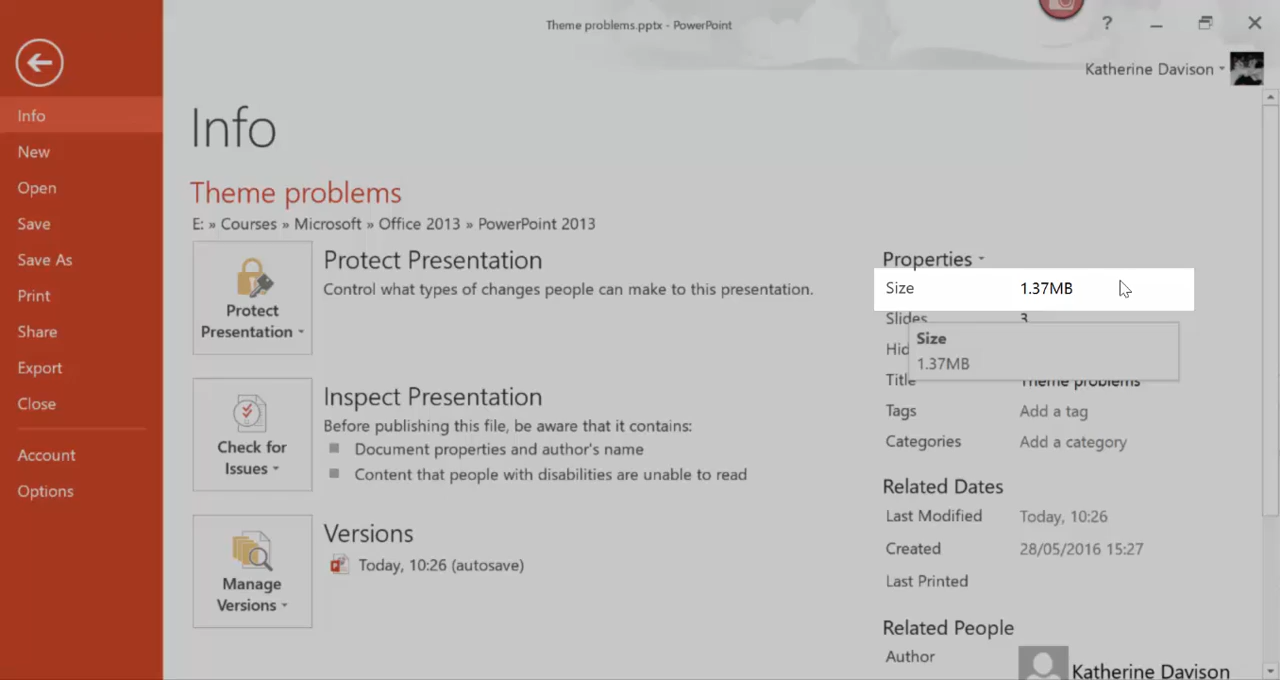 Theme problems.pptx - PowerPoint
?
Katherine Davison
Info
New
Open
Save
Save As
Print
Share
Export
Close
Account
Options
Info
Theme problems
E: » Courses » Microsoft » Office 2013 » PowerPoint 2013
Protect
Presentation
Protect Presentation
Control what types of changes people can make to this presentation.
Check for
Issues
Inspect Presentation
Before publishing this file, be aware that it contains:
Document properties and author's name
Content that people with disabilities are unable to read
Manage
Versions
Versions
Today, 10:26 (autosave)
Properties
Size 1.37MB
Slides 3
Size
1.37MB
Hid
Title Theme problems
Tags Add a tag
Categories Add a category
Related Dates
Last Modified Today, 10:26
Created 28/05/2016 15:27
Last Printed
Related People
Author Katherine Davison